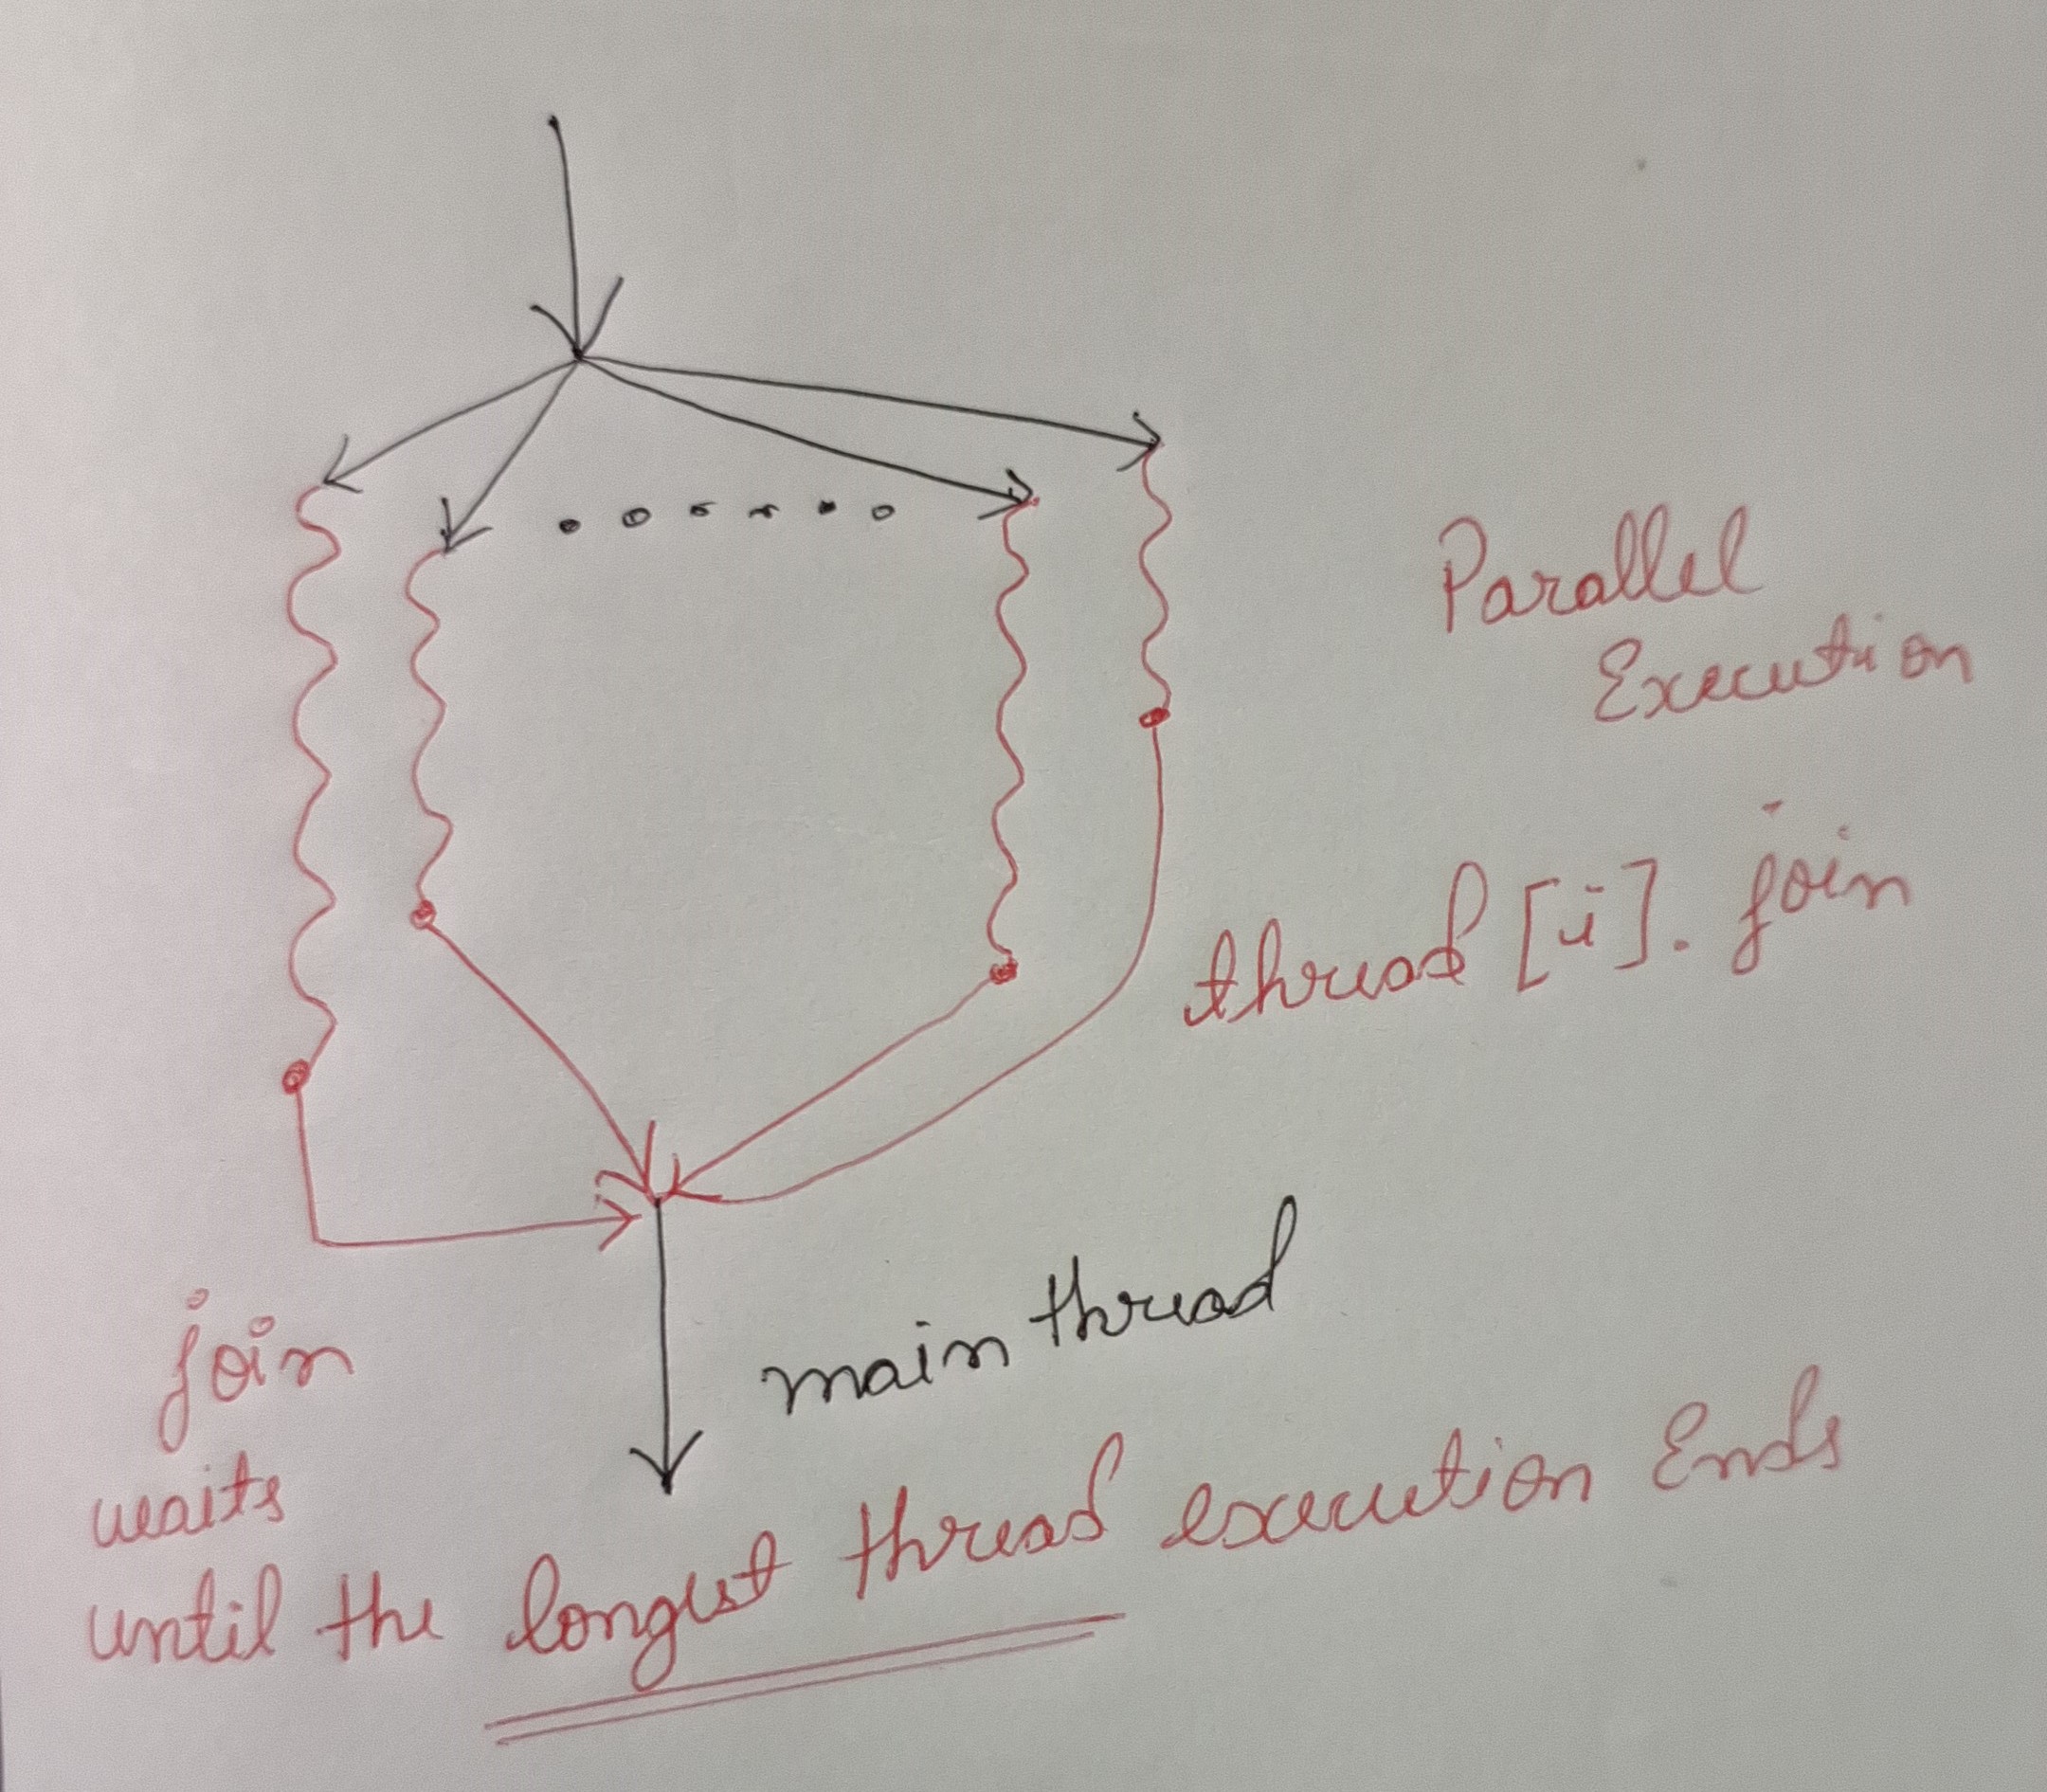 Parallel
Execution
thread [i]. join
main thread
join
waits
until the longest thread execution Ends